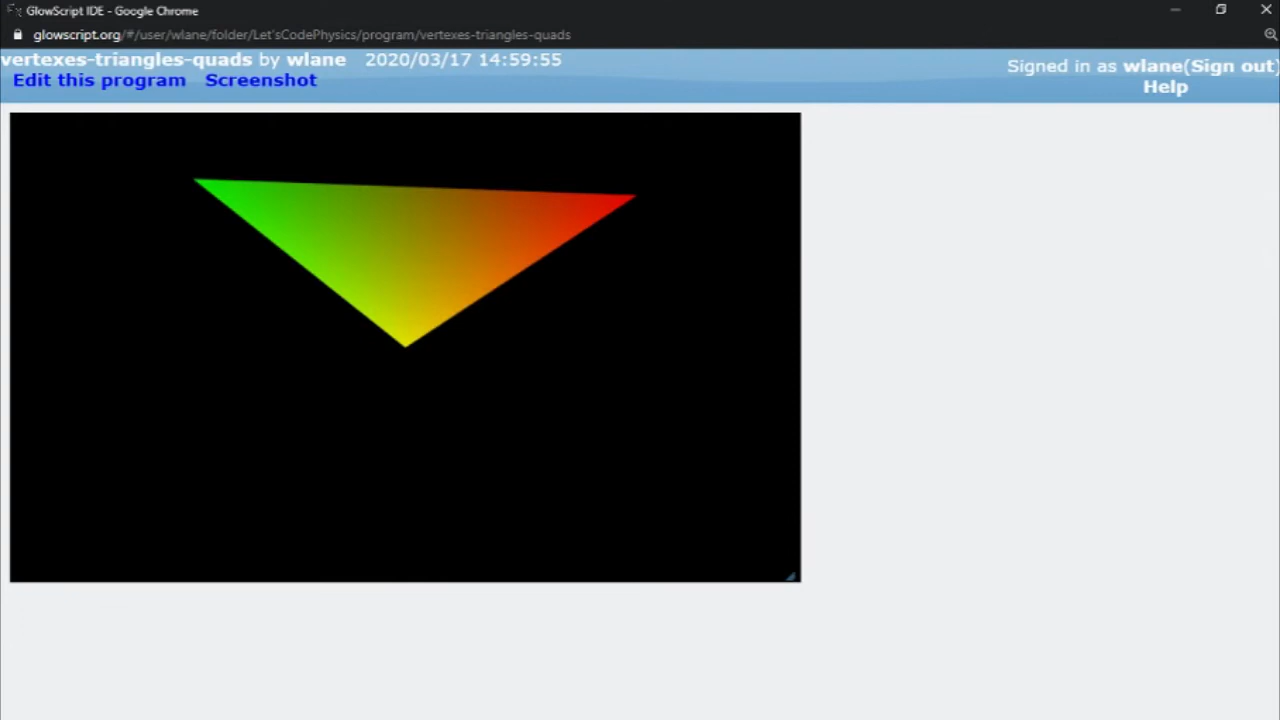 GlowScript IDE - Google Chrome
glowscript.org/#/user/wlane/folder/Let'sCodePhysics/program/vertexes-triangles-quads
vertexes-triangles-quads by wlane 2020/03/17 14:59:55
Signed in as wlane(Sign out)
Edit this program Screenshot
Help